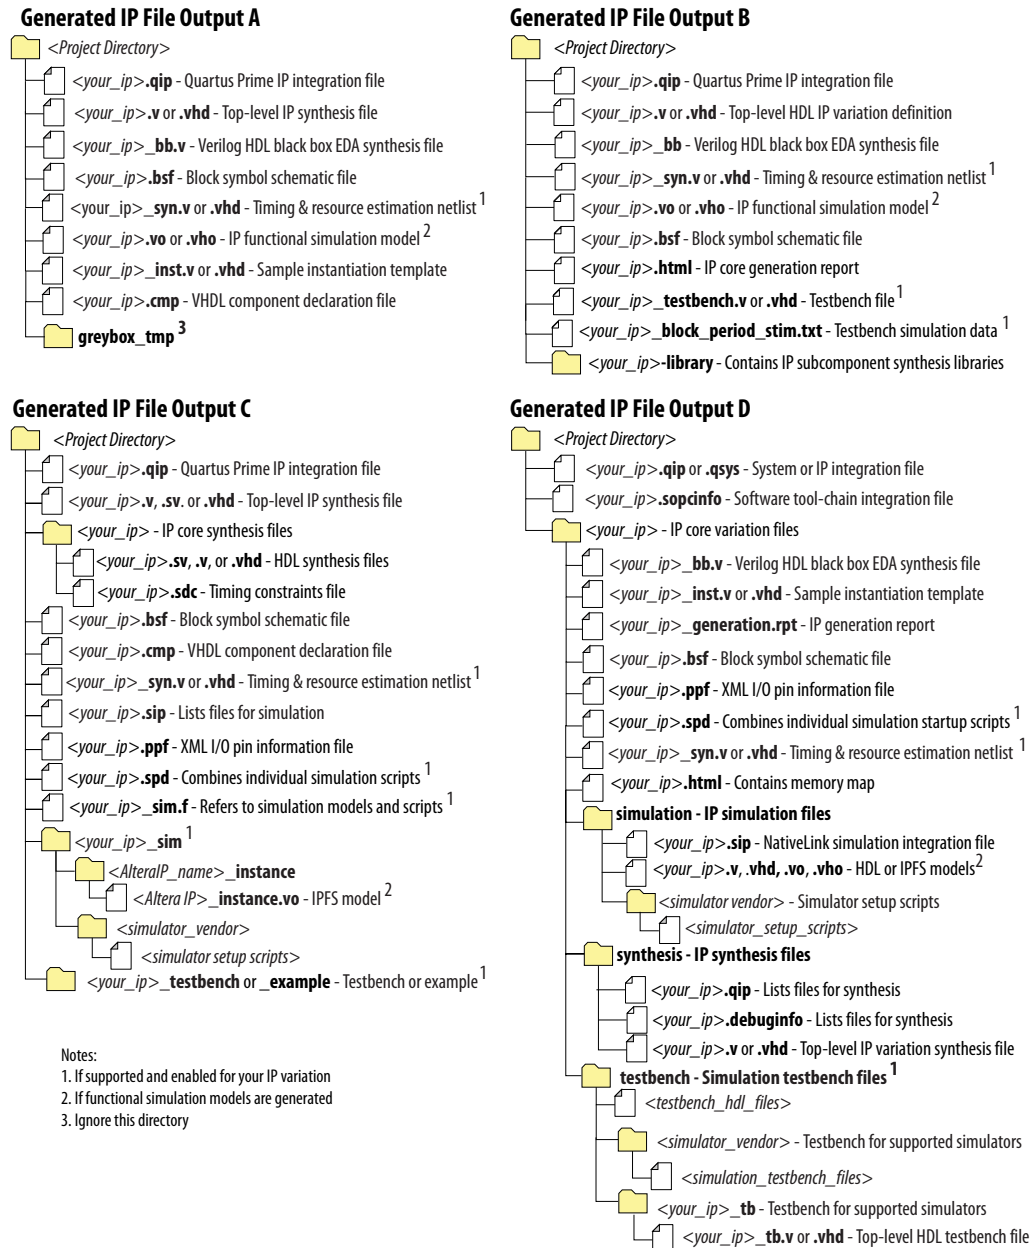 Generated IP File Output A
<Project Directory>
<your_ip>.qip - Quartus Prime IP integration file
<your_ip>.v or .vhd - Top-level IP synthesis file
<your_ip>_bb.v - Verilog HDL black box EDA synthesis file
<your_ip>.bsf - Block symbol schematic file
<your_ip>_syn.v or .vhd - Timing & resource estimation netlist 1
<your_ip>.vo or .vho - IP functional simulation model 2
<your_ip>_inst.v or .vhd - Sample instantiation template
<your_ip>.cmp - VHDL component declaration file
greybox_tmp 3
Generated IP File Output B
<Project Directory>
<your_ip>.qip - Quartus Prime IP integration file
<your_ip>.v or .vhd - Top-level HDL IP variation definition
<your_ip>_bb - Verilog HDL black box EDA synthesis file
<your_ip>_syn.v or .vhd - Timing & resource estimation netlist 1
<your_ip>.vo or .vho - IP functional simulation model 2
<your_ip>.bsf - Block symbol schematic file
<your_ip>.html - IP core generation report
<your_ip>_testbench.v or .vhd - Testbench file 1
<your_ip>_block_period_stim.txt - Testbench simulation data 1
<your_ip>-library - Contains IP subcomponent synthesis libraries
Generated IP File Output C
<Project Directory>
<your_ip>.qip - Quartus Prime IP integration file
<your_ip>.v, .sv. or .vhd - Top-level IP synthesis file
<your_ip> - IP core synthesis files
<your_ip>.sv, .v, or .vhd - HDL synthesis files
<your_ip>.sdc - Timing constraints file
<your_ip>.bsf - Block symbol schematic file
<your_ip>.cmp - VHDL component declaration file
<your_ip>_syn.v or .vhd - Timing & resource estimation netlist 1
<your_ip>.sip - Lists files for simulation
<your_ip>.ppf - XML I/O pin information file
<your_ip>.spd - Combines individual simulation scripts 1
<your_ip>_sim.f - Refers to simulation models and scripts 1
<your_ip>_sim 1
<AlteraIP_name>_instance
<Altera IP>_instance.vo - IPFS model 2
<simulator_vendor>
<simulator setup scripts>
<your_ip>_testbench or _example - Testbench or example 1
Notes:
1. If supported and enabled for your IP variation
2. If functional simulation models are generated
3. Ignore this directory
Generated IP File Output D
<Project Directory>
<your_ip>.qip or .qsys - System or IP integration file
<your_ip>.sopcinfo - Software tool-chain integration file
<your_ip> - IP core variation files
<your_ip>_bb.v - Verilog HDL black box EDA synthesis file
<your_ip>_inst.v or .vhd - Sample instantiation template
<your_ip>_generation.rpt - IP generation report
<your_ip>.bsf - Block symbol schematic file
<your_ip>.ppf - XML I/O pin information file
<your_ip>.spd - Combines individual simulation startup scripts 1
<your_ip>_syn.v or .vhd - Timing & resource estimation netlist 1
<your_ip>.html - Contains memory map
simulation - IP simulation files
<your_ip>.sip - NativeLink simulation integration file
<your_ip>.v, .vhd, .vo, .vho - HDL or IPFS models 2
<simulator vendor> - Simulator setup scripts
<simulator_setup_scripts>
synthesis - IP synthesis files
<your_ip>.qip - Lists files for synthesis
<your_ip>.debuginfo - Lists files for synthesis
<your_ip>.v or .vhd - Top-level IP variation synthesis file
testbench - Simulation testbench files 1
<testbench_hdl_files>
<simulator_vendor> - Testbench for supported simulators
<simulation_testbench_files>
<your_ip>_tb - Testbench for supported simulators
<your_ip>_tb.v or .vhd - Top-level HDL testbench file